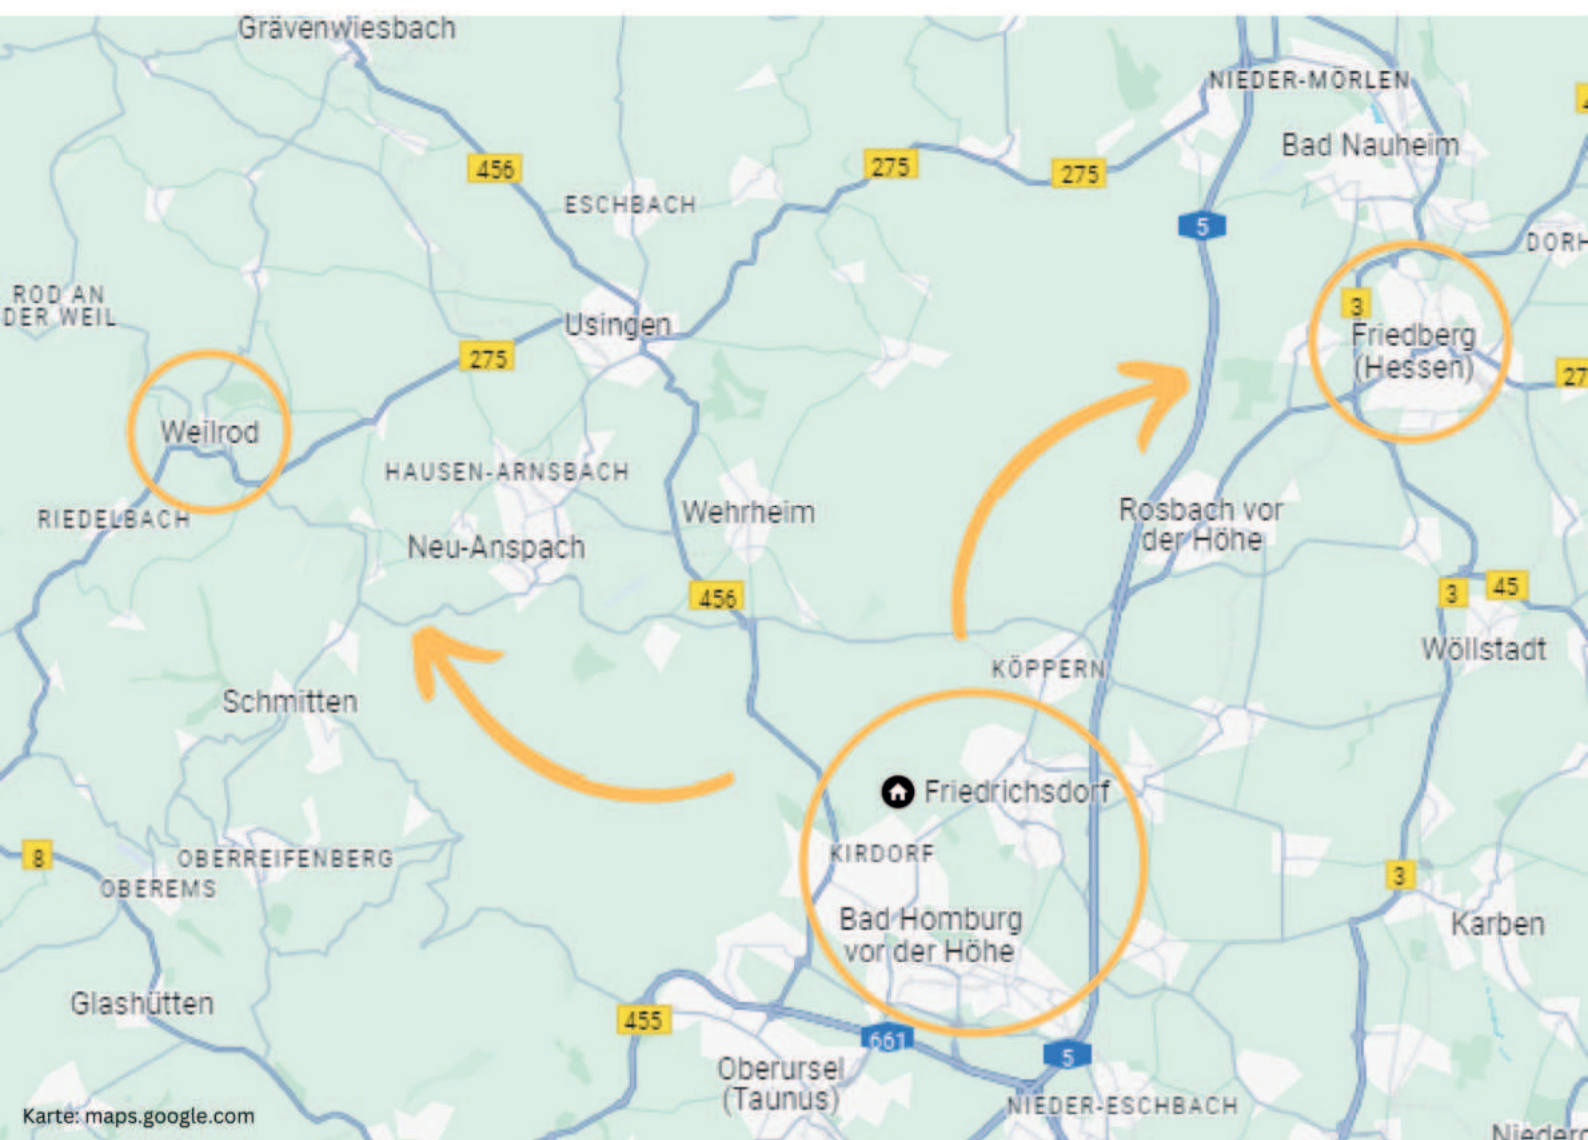 Grävenwiesbach
NIEDER-MÖRLEN
Bad Nauheim
456
275
275
ESCHBACH
5
DORH
ROD AN
DER WEIL
3
Usingen
Friedberg
(Hessen)
275
27
Weilrod
HAUSEN-ARNSBACH
RIEDELBACH
Wehrheim
Rosbach vor
der Höhe
Neu-Anspach
456
3
45
Wöllstadt
KÖPPERN
Schmitten
Friedrichsdorf
KIRDORF
8
OBERREIFENBERG
OBEREMS
3
Bad Homburg
vor der Höhe
Karben
Glashütten
455
661
5
Oberursel
(Taunus)
NIEDER-ESCHBACH
Karte: maps.google.com